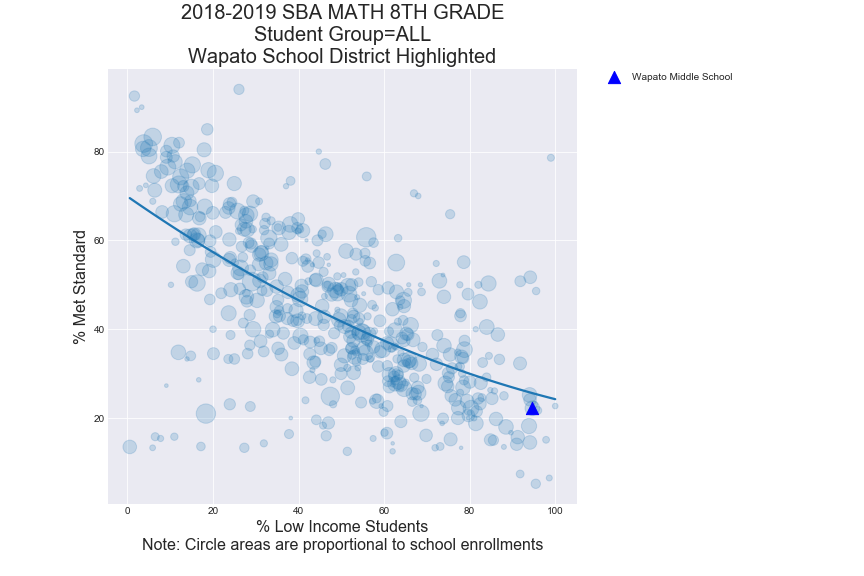 2018-2019 SBA MATH 8TH GRADE
Student Group=ALL
Wapato School District Highlighted
Wapato Middle School
% Met Standard
80
60
40
20
0
20
40
60
80
100
% Low Income Students
Note: Circle areas are proportional to school enrollments